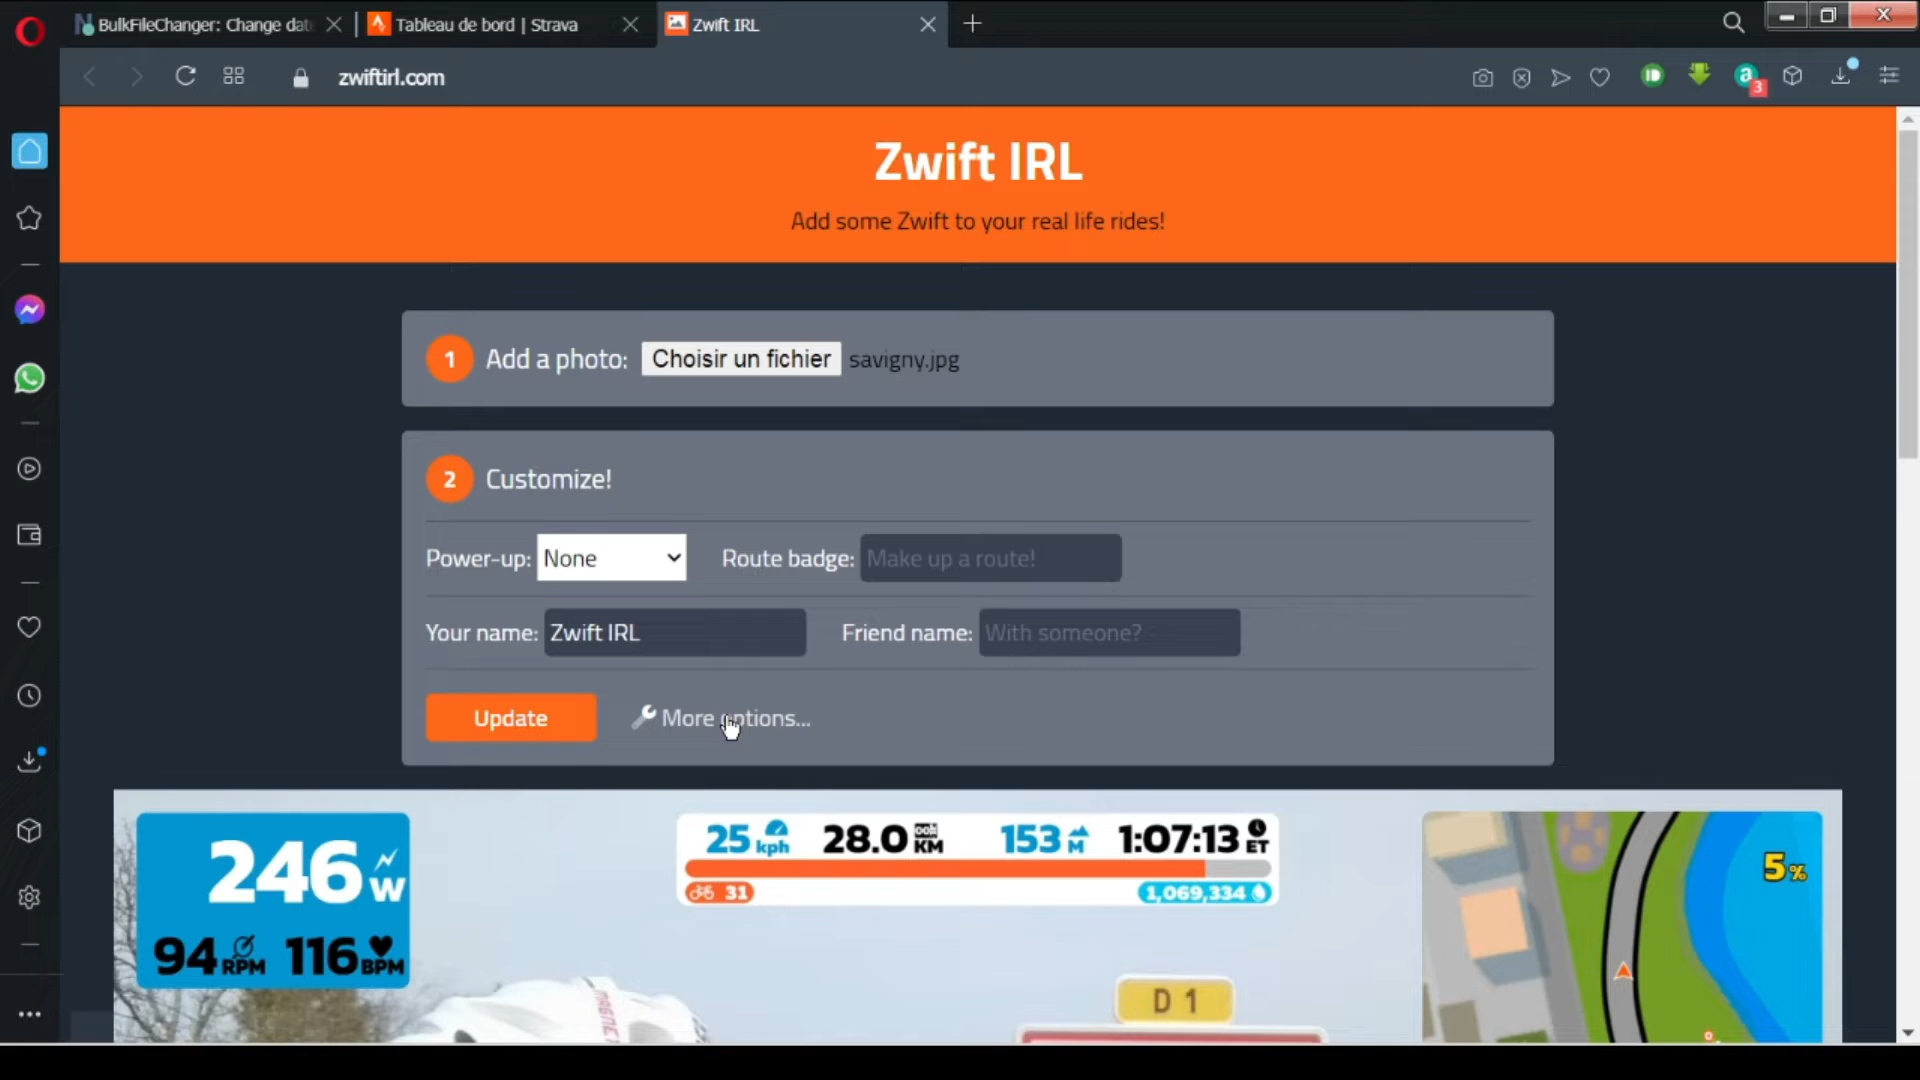 BulkFileChanger: Change dat
Tableau de bord | Strava
Zwift IRL
zwiftirl.com
3
Zwift IRL
Add some Zwift to your real life rides!
1 Add a photo: Choisir un fichier savigny.jpg
2 Customize!
Power-up: None Route badge: Make up a route!
Your name: Zwift IRL Friend name: With someone?
Update More options...
246 W
94 RPM 116 BPM
25 kph 28.0 KM 153 M 1:07:13 ET
31 1,069,334
5%
D 1